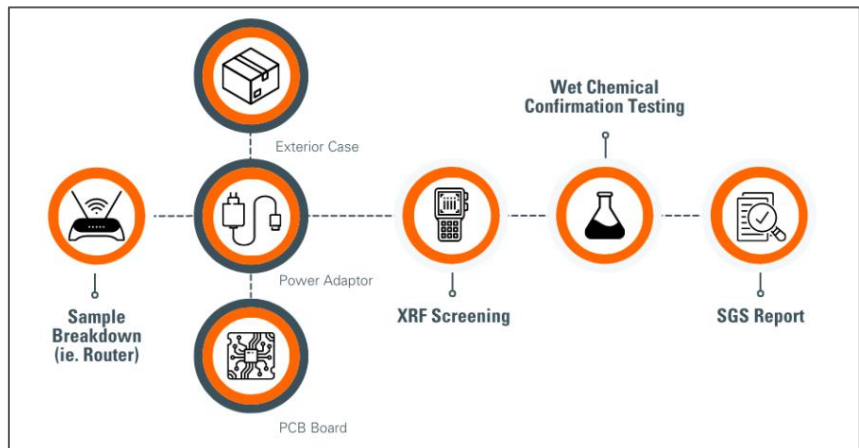 Wet Chemical
Confirmation Testing
Exterior Case
Power Adaptor
Sample
Breakdown
(ie. Router)
XRF Screening
SGS Report
PCB Board